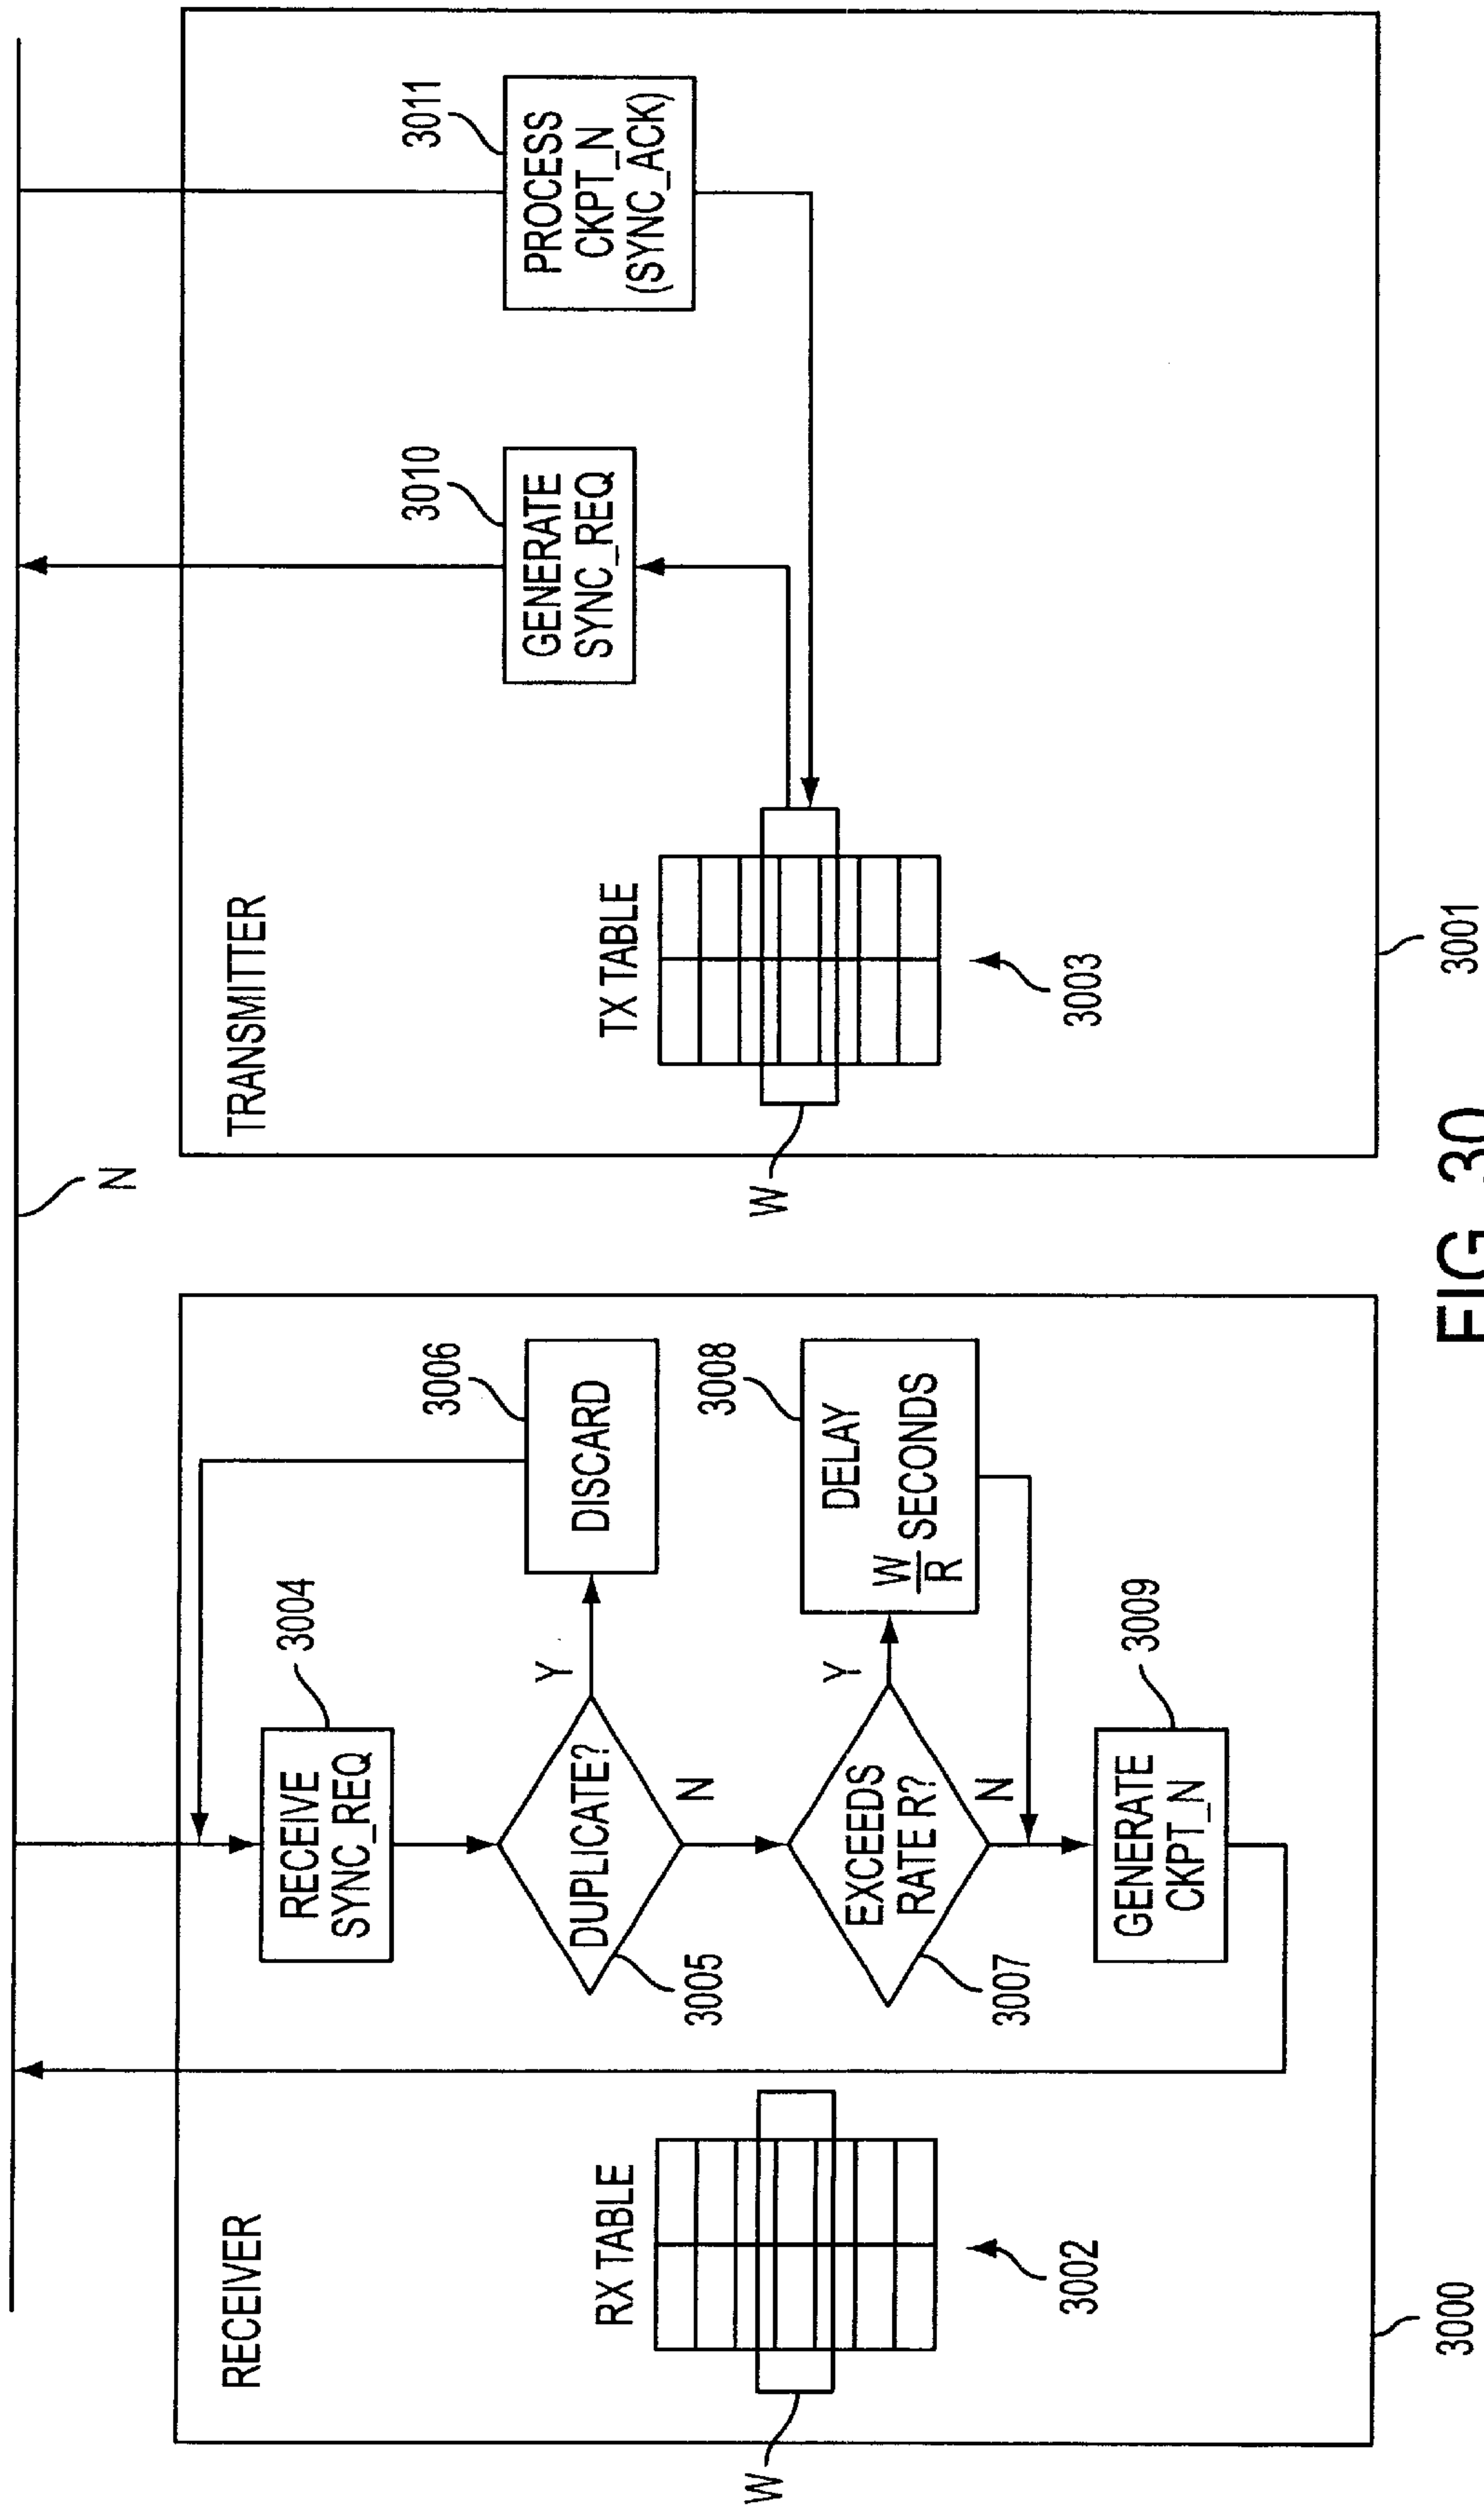 RECEIVER
RX TABLE
W
3002
3000
RECEIVE
SYNC_REQ
3004
DUPLICATE?
3005
Y
N
DISCARD
3006
EXCEEDS
RATE R?
3007
Y
N
DELAY
W
R
SECONDS
3008
GENERATE
CKPT_N
3009
N
TRANSMITTER
TX TABLE
W
3003
3001
GENERATE
SYNC_REQ
3010
PROCESS
CKPT_N
(SYNC_ACK)
3011
FIG. 30